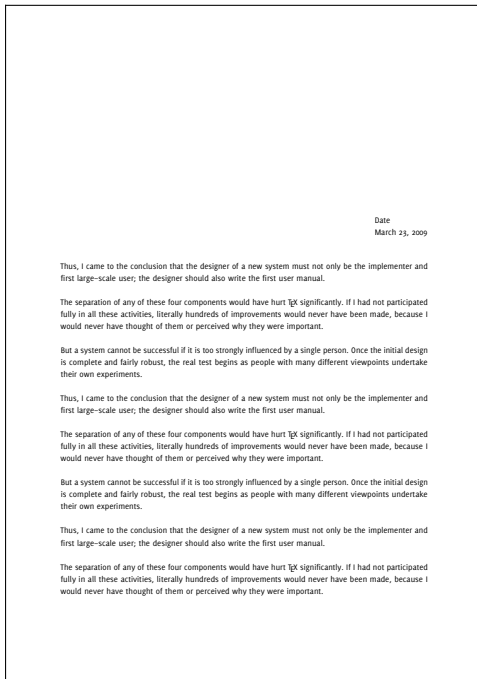 Date
March 23, 2009
Thus, I came to the conclusion that the designer of a new system must not only be the implementer and
first large-scale user; the designer should also write the first user manual.
The separation of any of these four components would have hurt TEX significantly. If I had not participated
fully in all these activities, literally hundreds of improvements would never have been made, because I
would never have thought of them or perceived why they were important.
But a system cannot be successful if it is too strongly influenced by a single person. Once the initial design
is complete and fairly robust, the real test begins as people with many different viewpoints undertake
their own experiments.
Thus, I came to the conclusion that the designer of a new system must not only be the implementer and
first large-scale user; the designer should also write the first user manual.
The separation of any of these four components would have hurt TEX significantly. If I had not participated
fully in all these activities, literally hundreds of improvements would never have been made, because I
would never have thought of them or perceived why they were important.
But a system cannot be successful if it is too strongly influenced by a single person. Once the initial design
is complete and fairly robust, the real test begins as people with many different viewpoints undertake
their own experiments.
Thus, I came to the conclusion that the designer of a new system must not only be the implementer and
first large-scale user; the designer should also write the first user manual.
The separation of any of these four components would have hurt TEX significantly. If I had not participated
fully in all these activities, literally hundreds of improvements would never have been made, because I
would never have thought of them or perceived why they were important.